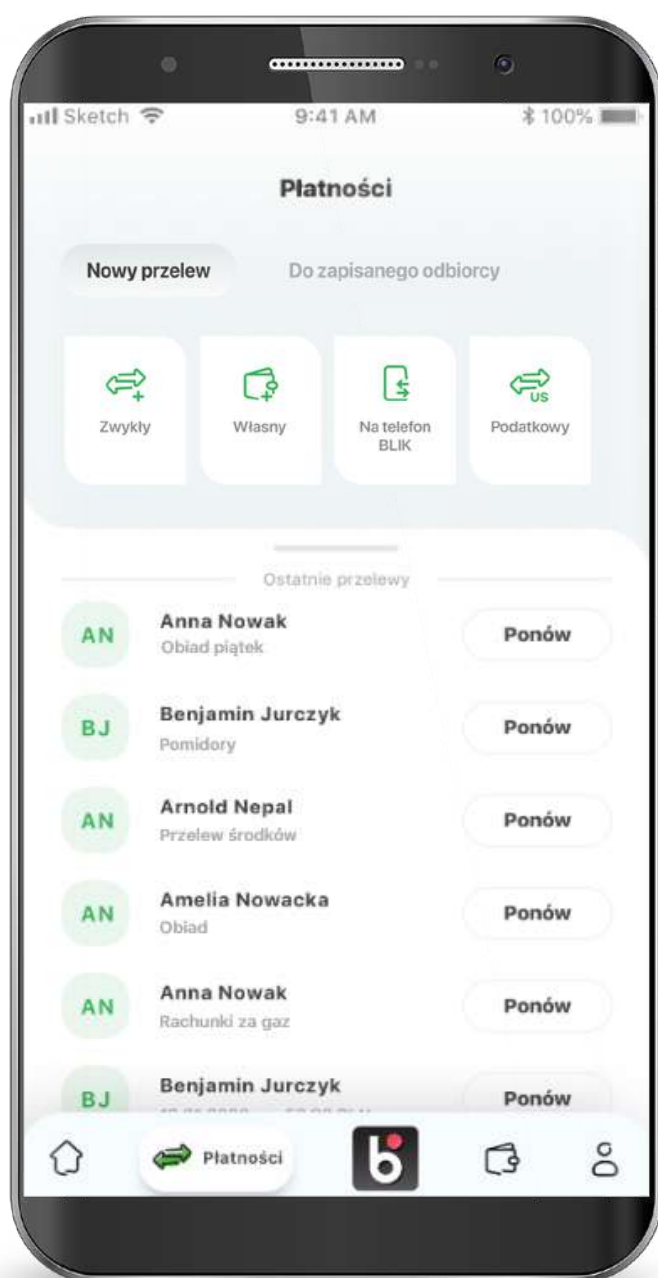 Sketch
9:41 AM
100%
Płatności
Nowy przelew
Do zapisanego odbiorcy
Zwykły
Własny
Na telefon
BLIK
US
Podatkowy
Ostatnie przelewy
AN
Anna Nowak
Obiad piątek
Ponów
BJ
Benjamin Jurczyk
Pomidory
Ponów
AN
Arnold Nepal
Przelew środków
Ponów
AN
Amelia Nowacka
Obiad
Ponów
AN
Anna Nowak
Rachunki za gaz
Ponów
BJ
Benjamin Jurczyk
Ponów
Płatności
b